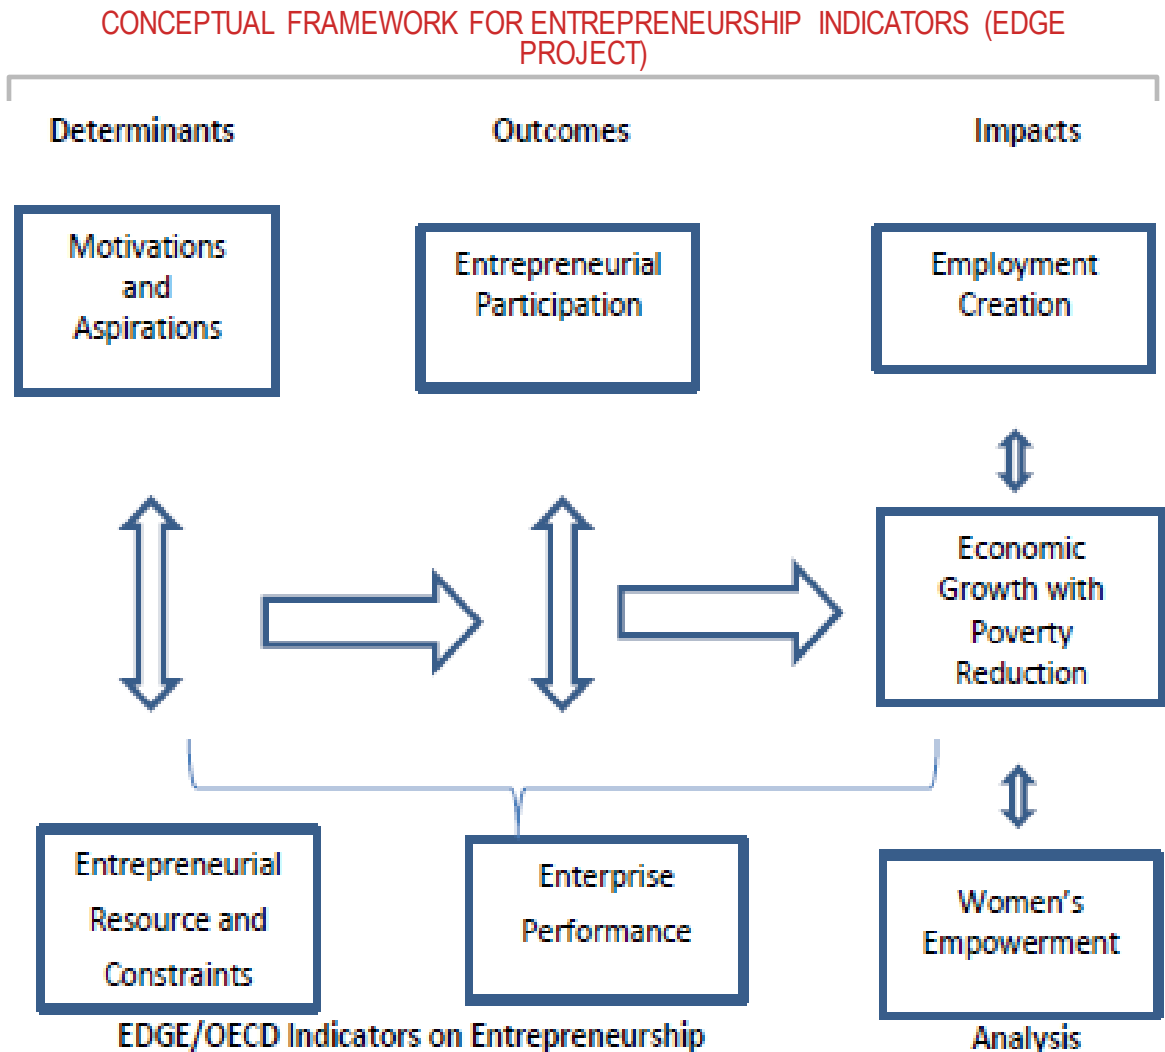 CONCEPTUAL FRAMEWORK FOR ENTREPRENEURSHIP INDICATORS (EDGE
PROJECT)
Determinants
Outcomes
Impacts
Motivations
and
Aspirations
Entrepreneurial
Participation
Employment
Creation
Economic
Growth with
Poverty
Reduction
Entrepreneurial
Resource and
Constraints
Enterprise
Performance
Women's
Empowerment
EDGE/OECD Indicators on Entrepreneurship
Analysis